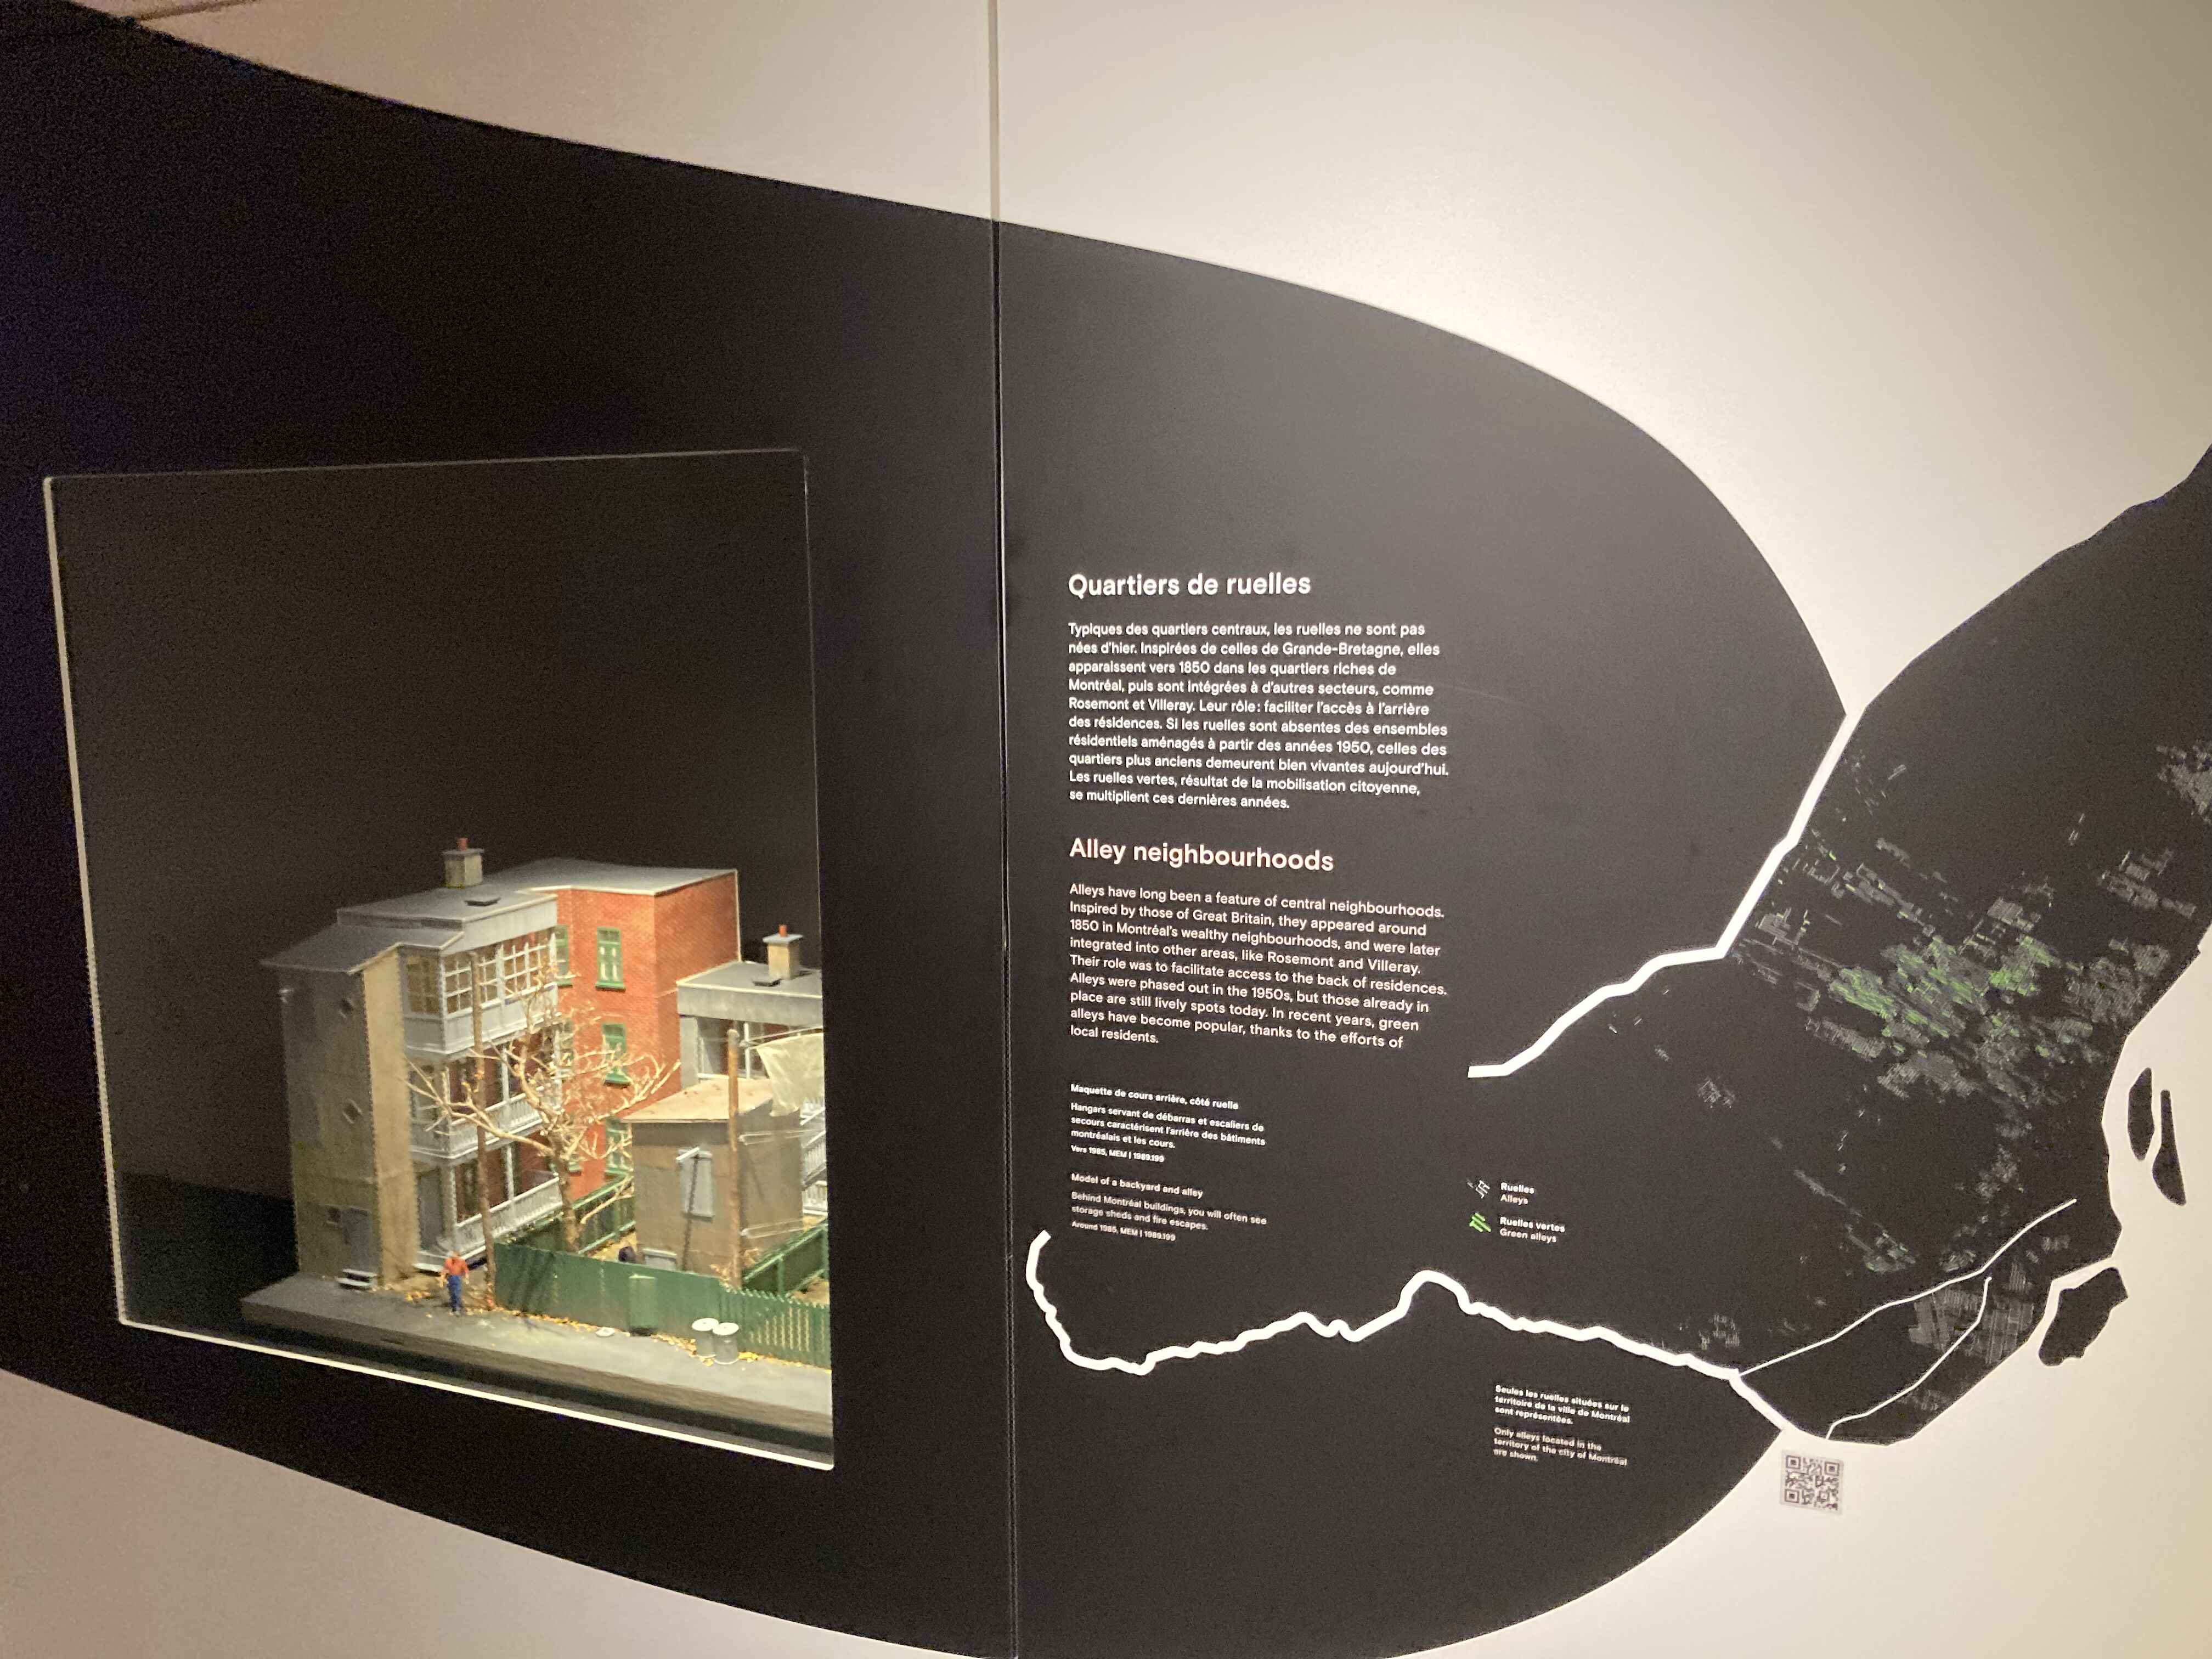 Quartiers de ruelles
Typiques des quartiers centraux, les ruelles ne sont pas
nées d'hier. Inspirées de celles de Grande-Bretagne, elles
apparaissent vers 1850 dans les quartiers riches de
Montréal, puis sont intégrées à d'autres secteurs, comme
Rosemont et Villeray. Leur rôle : faciliter l'accès à l'arrière
des résidences. Si les ruelles sont absentes des ensembles
résidentiels aménagés à partir des années 1950, celles des
quartiers plus anciens demeurent bien vivantes aujourd'hui.
Les ruelles vertes, résultat de la mobilisation citoyenne,
se multiplient ces dernières années.
Alley neighbourhoods
Alleys have long been a feature of central neighbourhoods.
Inspired by those of Great Britain, they appeared around
1850 in Montréal's wealthy neighbourhoods, and were later
integrated into other areas, like Rosemont and Villeray.
Their role was to facilitate access to the back of residences.
Alleys were phased out in the 1950s, but those already in
place are still lively spots today. In recent years, green
alleys have become popular, thanks to the efforts of
local residents.
Maquette de cours arrière, côté ruelle
Hangars servant de débarras et escaliers de
secours caractérisent l'arrière des bâtiments
montréalais et les cours.
Vers 1985, MEM | 1989.199
Model of a backyard and alley
Behind Montréal buildings, you will often see
storage sheds and fire escapes.
Around 1985, MEM | 1989.199
Ruelles
Alleys
Ruelles vertes
Green alleys
Seules les ruelles situées sur le
territoire de la ville de Montréal
sont représentées.
Only alleys located in the
territory of the city of Montréal
are shown.